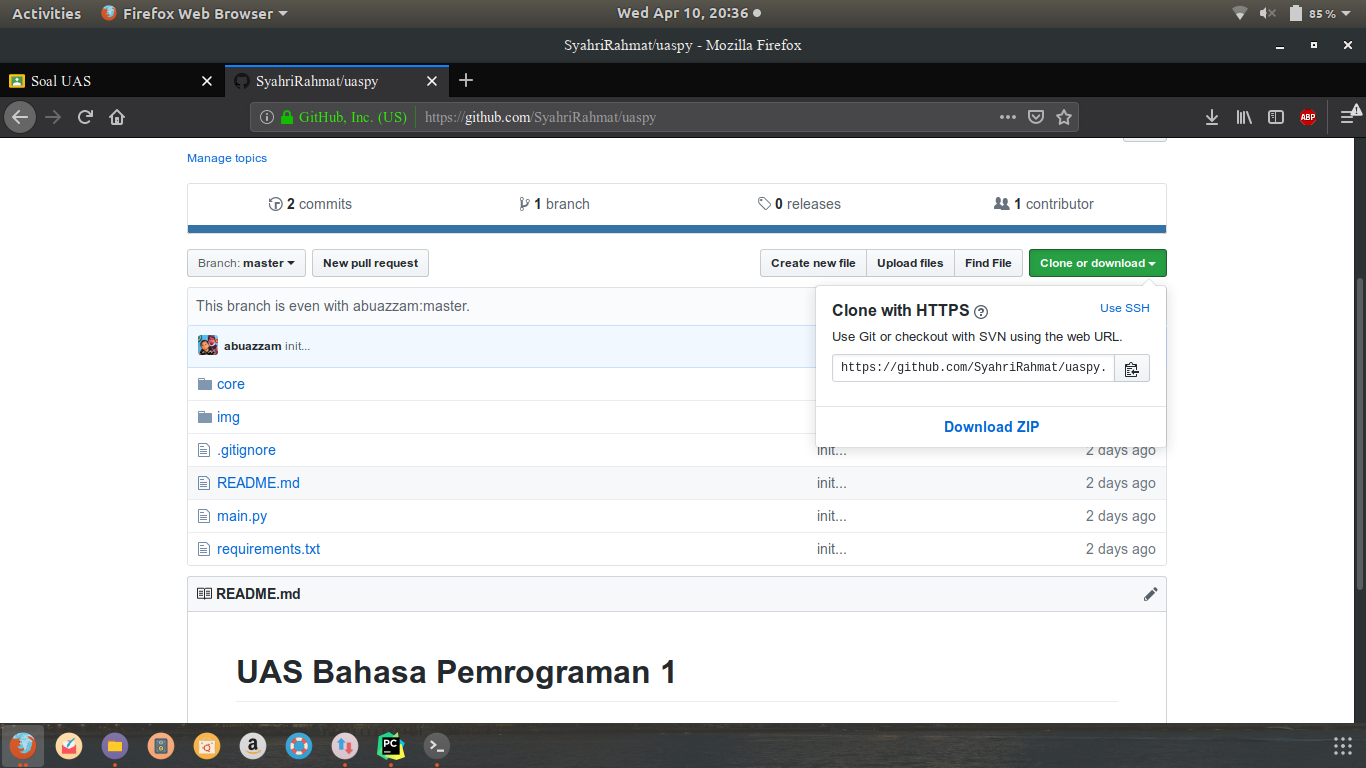 Activities Firefox Web Browser Wed Apr 10, 20:36 85 %
SyahriRahmat/uaspy - Mozilla Firefox
Soal UAS SyahriRahmat/uaspy
GitHub, Inc. (US) https://github.com/SyahriRahmat/uaspy ABP
Manage topics
2 commits 1 branch 0 releases 1 contributor
Branch: master New pull request Create new file Upload files Find File Clone or download
This branch is even with abuazzam:master.
Clone with HTTPS Use SSH
Use Git or checkout with SVN using the web URL.
https://github.com/SyahriRahmat/uaspy.
Download ZIP
abuazzam init...
core
img
.gitignore init... 2 days ago
README.md init... 2 days ago
main.py init... 2 days ago
requirements.txt init... 2 days ago
README.md
UAS Bahasa Pemrograman 1
a PC >_